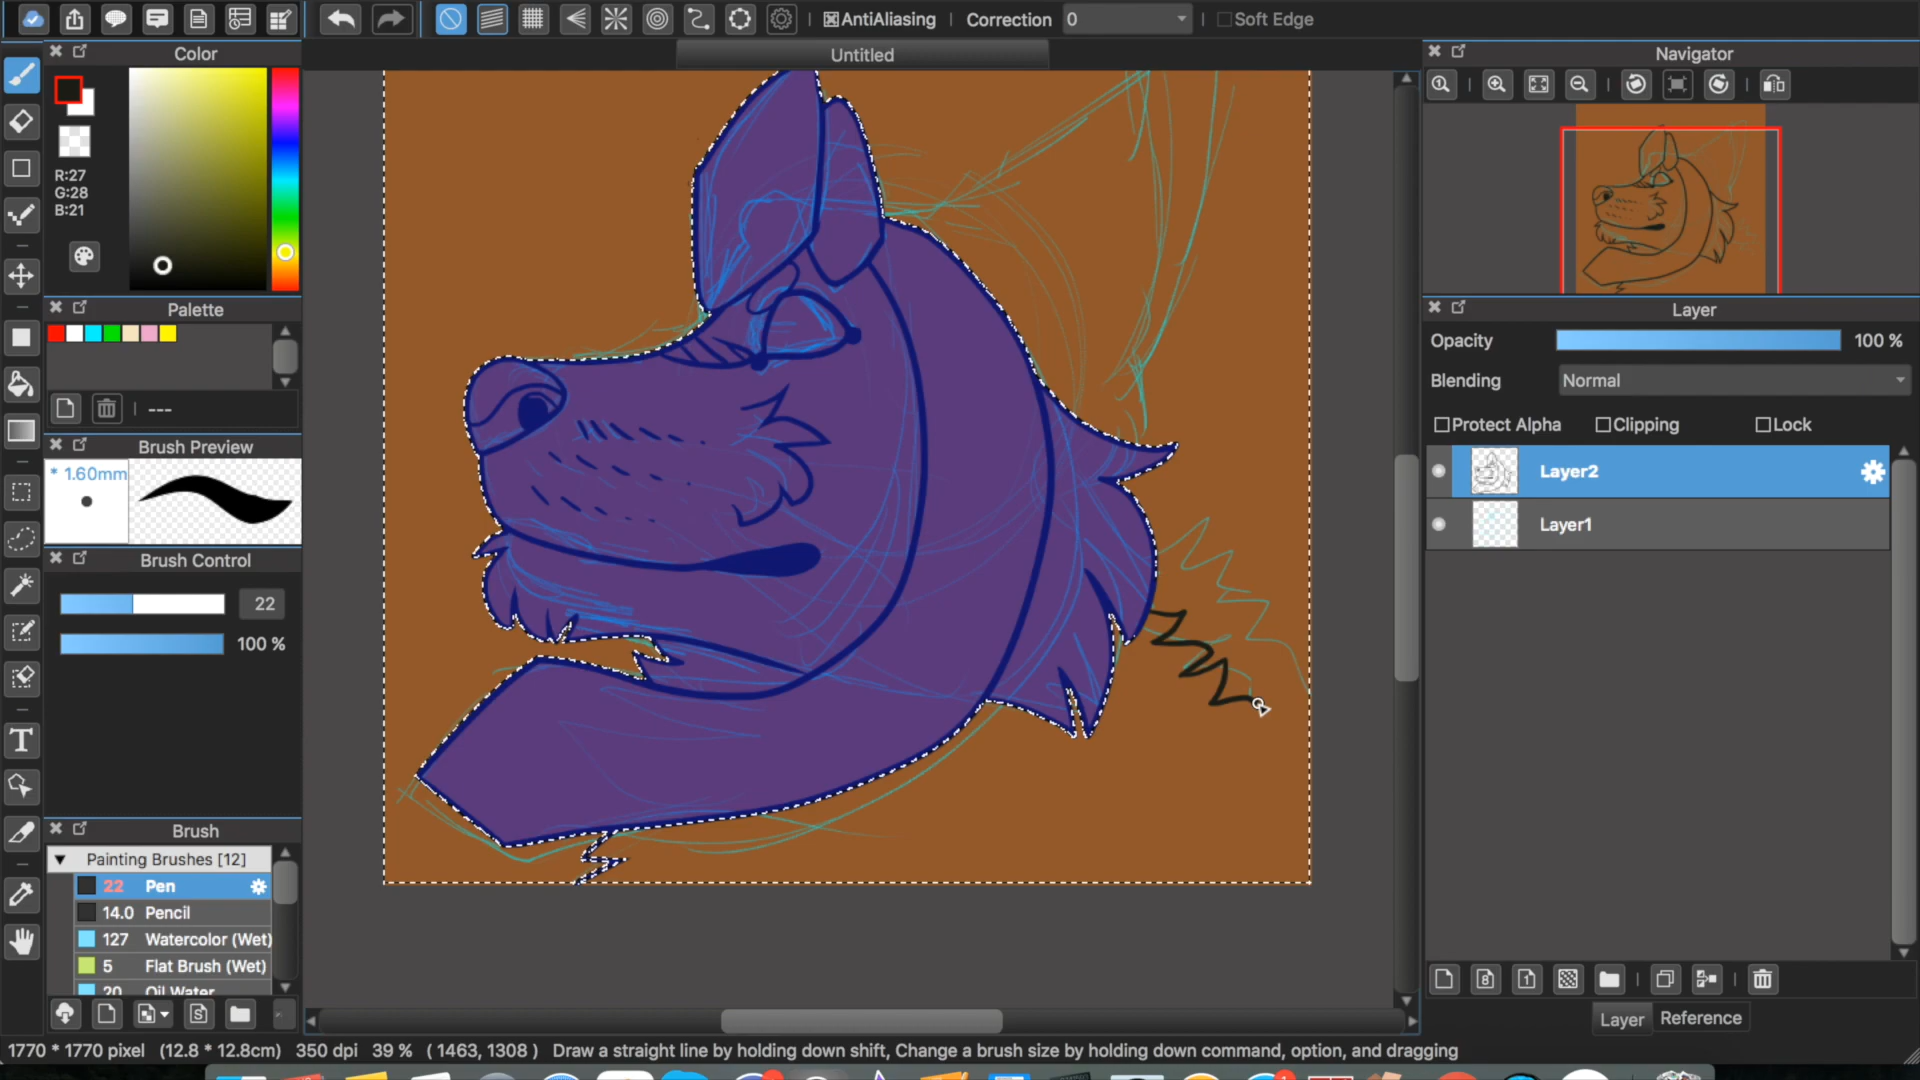 AntiAliasing
Correction
0
Soft Edge
Color
Untitled
Navigator
R:27
G:28
B:21
Palette
---
Brush Preview
* 1.60mm
Brush Control
22
100 %
Brush
Painting Brushes [12]
22 Pen
14.0 Pencil
127 Watercolor (Wet)
5 Flat Brush (Wet)
20 Oil Water
Layer
Opacity
100 %
Blending
Normal
Protect Alpha
Clipping
Lock
Layer2
Layer1
Layer
Reference
1770 * 1770 pixel (12.8 * 12.8cm) 350 dpi 39 % ( 1463, 1308 ) Draw a straight line by holding down shift, Change a brush size by holding down command, option, and dragging